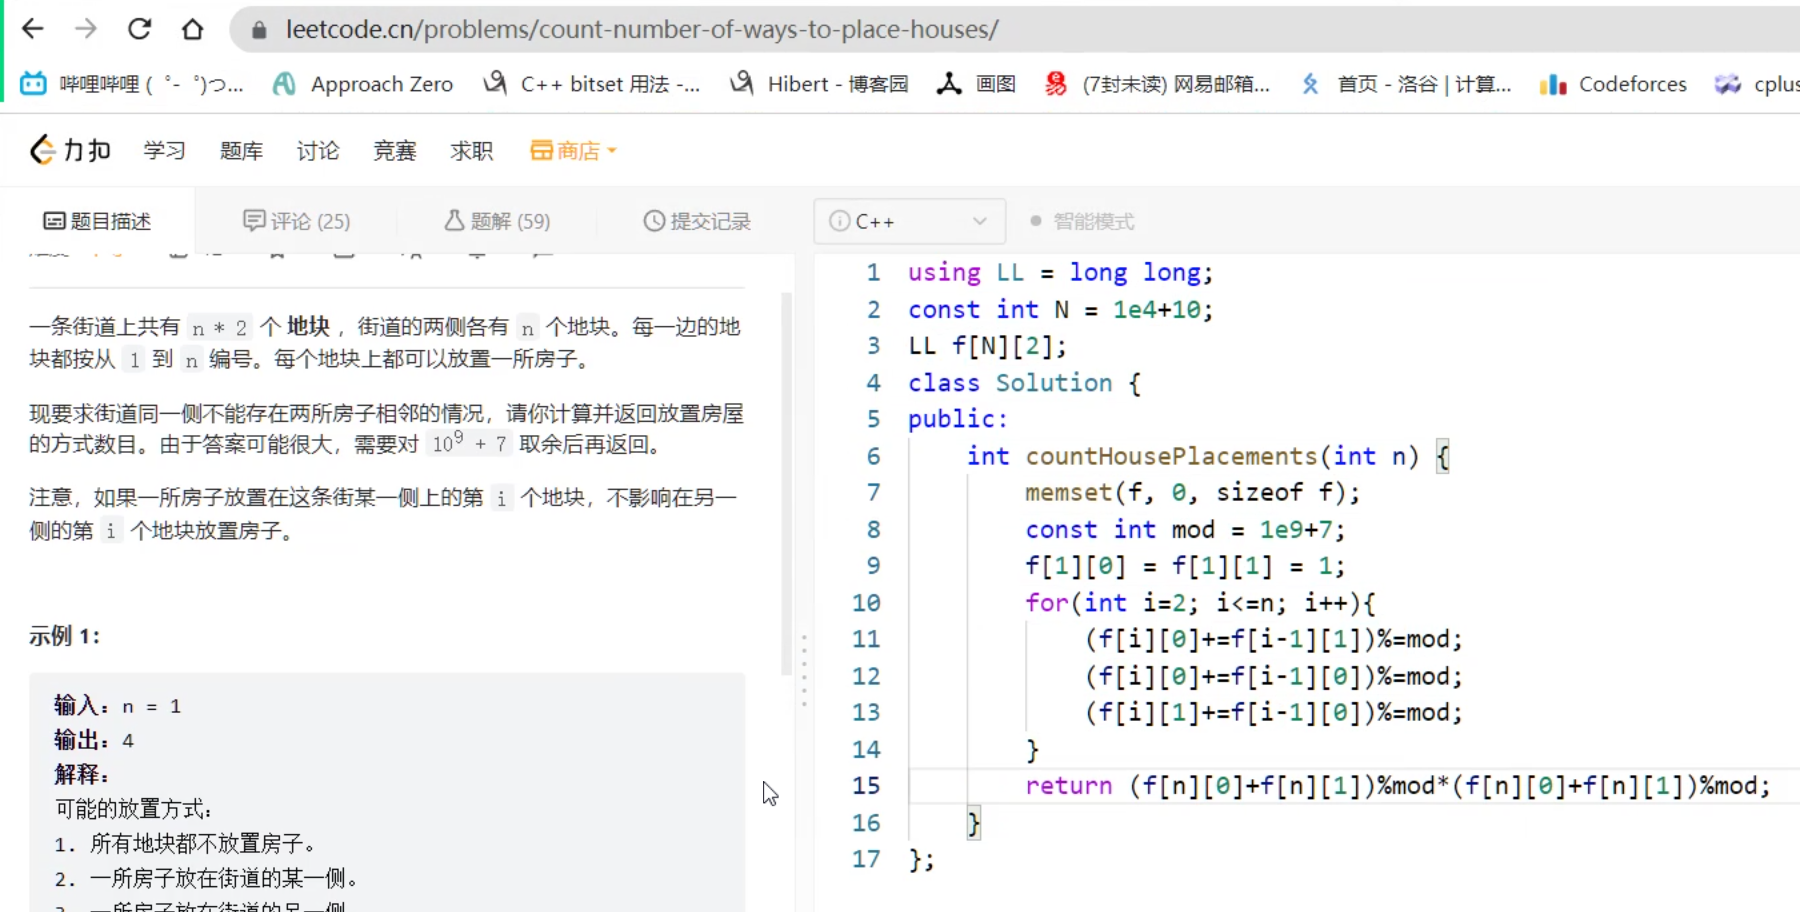 leetcode.cn/problems/count-number-of-ways-to-place-houses/
哔哩哔哩 ( ゜- ゜)つ... Approach Zero C++ bitset 用法 -... Hibert - 博客园 画图 (7封未读) 网易邮箱... 首页 - 洛谷 | 计算... Codeforces cplus
力扣 学习 题库 讨论 竞赛 求职 商店
题目描述 评论 (25) 题解 (59) 提交记录 C++ 智能模式
一条街道上共有 n * 2 个 地块 ，街道的两侧各有 n 个地块。每一边的地
块都按从 1 到 n 编号。每个地块上都可以放置一所房子。
现要求街道同一侧不能存在两所房子相邻的情况，请你计算并返回放置房屋
的方式数目。由于答案可能很大，需要对 10⁹ + 7 取余后再返回。
注意，如果一所房子放置在这条街某一侧上的第 i 个地块，不影响在另一
侧的第 i 个地块放置房子。
示例 1：
输入：n = 1
输出：4
解释：
可能的放置方式：
1. 所有地块都不放置房子。
2. 一所房子放在街道的某一侧。
1 using LL = long long;
2 const int N = 1e4+10;
3 LL f[N][2];
4 class Solution {
5 public:
6 int countHousePlacements(int n) {
7 memset(f, 0, sizeof f);
8 const int mod = 1e9+7;
9 f[1][0] = f[1][1] = 1;
10 for(int i=2; i<=n; i++){
11 (f[i][0]+=f[i-1][1])%=mod;
12 (f[i][0]+=f[i-1][0])%=mod;
13 (f[i][1]+=f[i-1][0])%=mod;
14 }
15 return (f[n][0]+f[n][1])%mod*(f[n][0]+f[n][1])%mod;
16 }
17 };